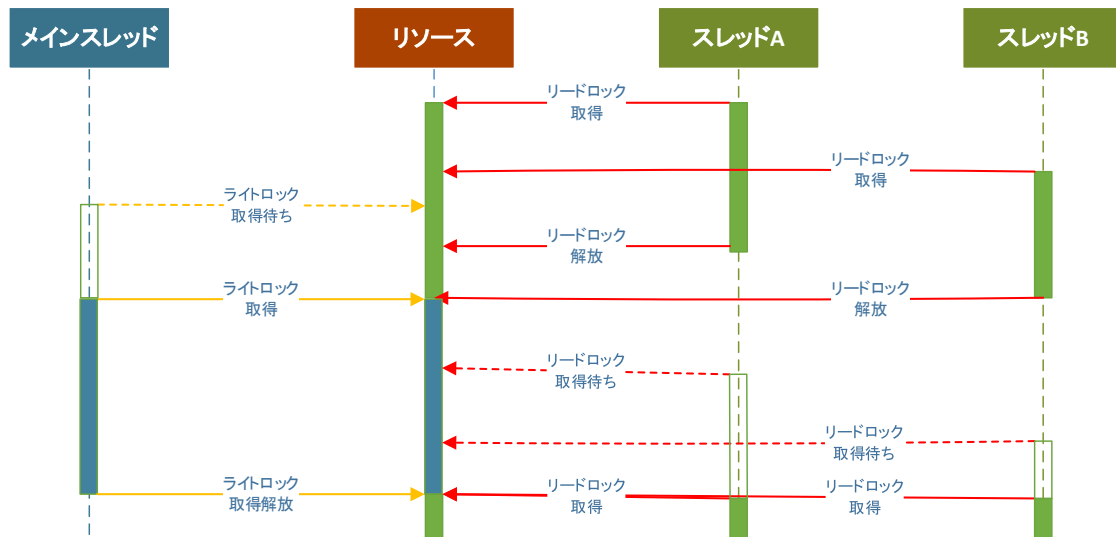 メインスレッド
リソース
スレッドA
スレッドB
リードロック
取得
リードロック
取得
ライトロック
取得待ち
リードロック
解放
ライトロック
取得
リードロック
解放
リードロック
取得待ち
リードロック
取得待ち
ライトロック
取得解放
リードロック
取得
リードロック
取得